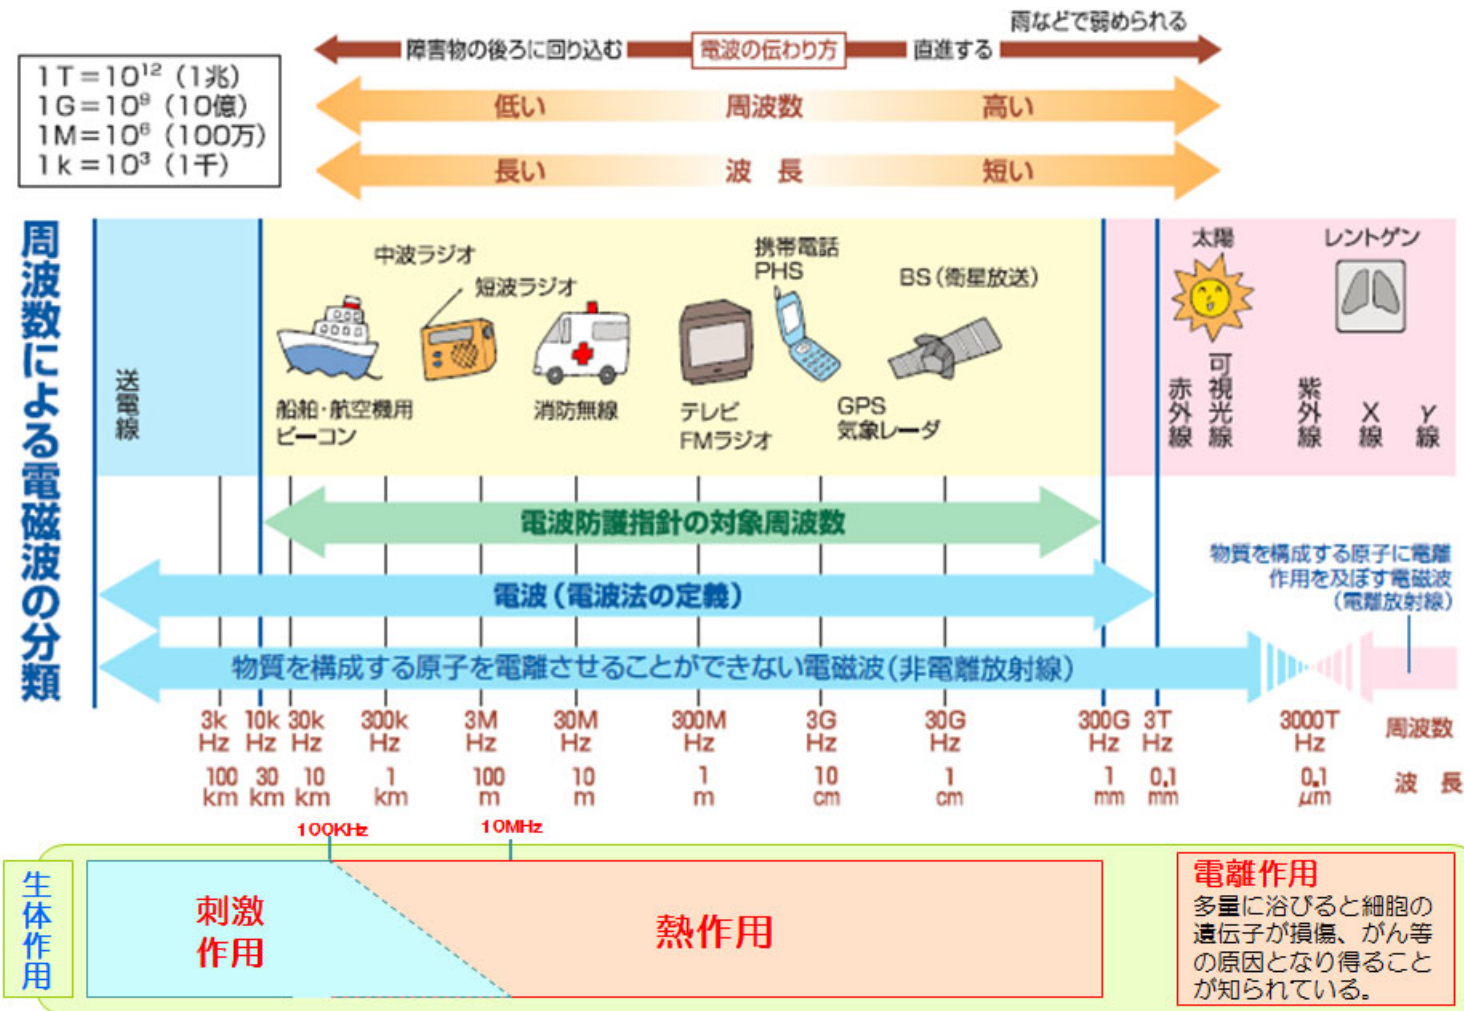 雨などで弱められる
障害物の後ろに回り込む 電波の伝わり方 直進する
1T=10¹²(1兆)
1G=10⁹(10億)
1M=10⁶(100万)
1k=10³(1千)
低い 周波数 高い
長い 波 長 短い
周波数による電磁波の分類
送電線
中波ラジオ
短波ラジオ
船舶・航空機用
ビーコン
消防無線
テレビ
FMラジオ
携帯電話
PHS
GPS
気象レーダ
BS(衛星放送)
太陽
赤外線
可視光線
レントゲン
紫外線
X線
γ線
電波防護指針の対象周波数
電波(電波法の定義)
物質を構成する原子を電離させることができない電磁波(非電離放射線)
物質を構成する原子に電離
作用を及ぼす電磁波
(電離放射線)
3k 10k 30k 300k 3M 30M 300M 3G 30G 300G 3T 3000T 周波数
Hz Hz Hz Hz Hz Hz Hz Hz Hz Hz Hz Hz
100 30 10 1 100 10 1 10 1 1 0.1 0.1 波 長
km km km km m m m cm cm mm mm μm
100KHz 10MHz
生体作用
刺激
作用
熱作用
電離作用
多量に浴びると細胞の
遺伝子が損傷、がん等
の原因となり得ること
が知られている。